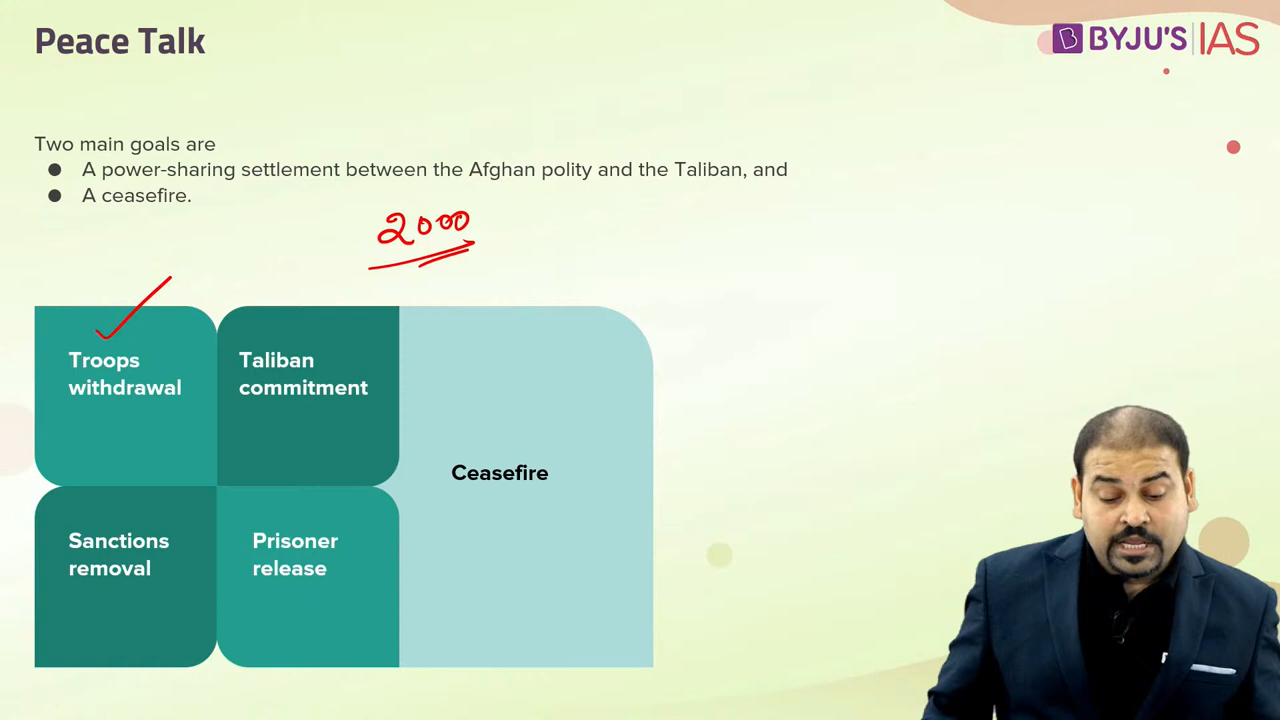 Peace Talk
BYJU'S IAS
Two main goals are
● A power-sharing settlement between the Afghan polity and the Taliban, and
● A ceasefire.
2000
Troops
withdrawal
Taliban
commitment
Ceasefire
Sanctions
removal
Prisoner
release